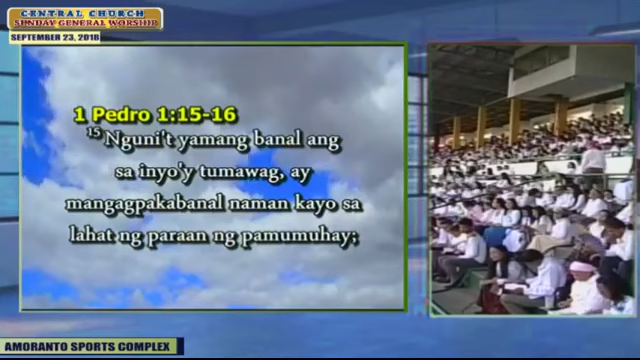 CENTRAL CHURCH
SUNDAY GENERAL WORSHIP
SEPTEMBER 23, 2018
1 Pedro 1:15-16
15 Nguni't yamang banal ang
sa inyo'y tumawag, ay
mangagpakabanal naman kayo sa
lahat ng paraan ng pamumuhay;
AMORANTO SPORTS COMPLEX